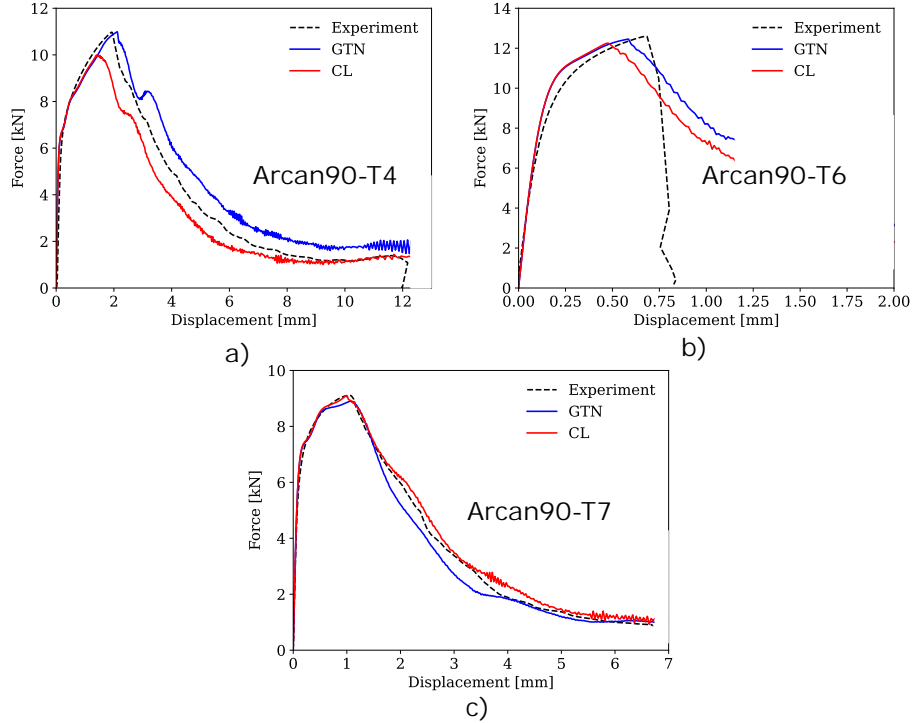 12
10
8
6
4
2
0
Force [kN]
Experiment
GTN
CL
Arcan90-T4
0 2 4 6 8 10 12
Displacement [mm]
a)
14
12
10
8
6
4
2
0
Force [kN]
Experiment
GTN
CL
Arcan90-T6
0.00 0.25 0.50 0.75 1.00 1.25 1.50 1.75 2.00
Displacement [mm]
b)
10
8
6
4
2
0
Force [kN]
Experiment
GTN
CL
Arcan90-T7
0 1 2 3 4 5 6 7
Displacement [mm]
c)